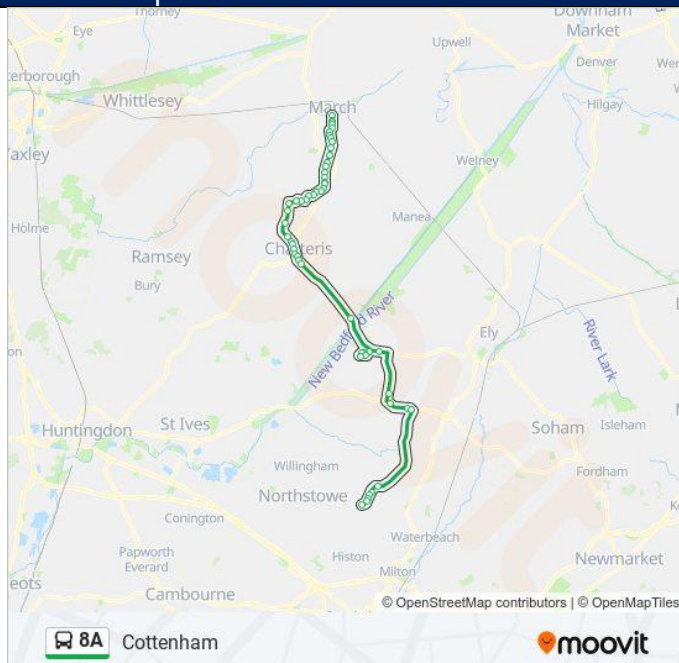 Thorney
Downham
Market
Eye
Upwell
Denver
terborough
Whittlesey
March
Hilgay
axley
Welney
Holme
Manea
Ramsey
Chatteris
Bury
New Bedford River
Ely
River Lark
St Ives
Huntingdon
Soham
Isleham
Willingham
Fordham
Northstowe
Conington
Waterbeach
Histon
Newmarket
Papworth
Everard
Milton
eots
Cambourne
© OpenStreetMap contributors | © OpenMapTiles
8A Cottenham
moovit